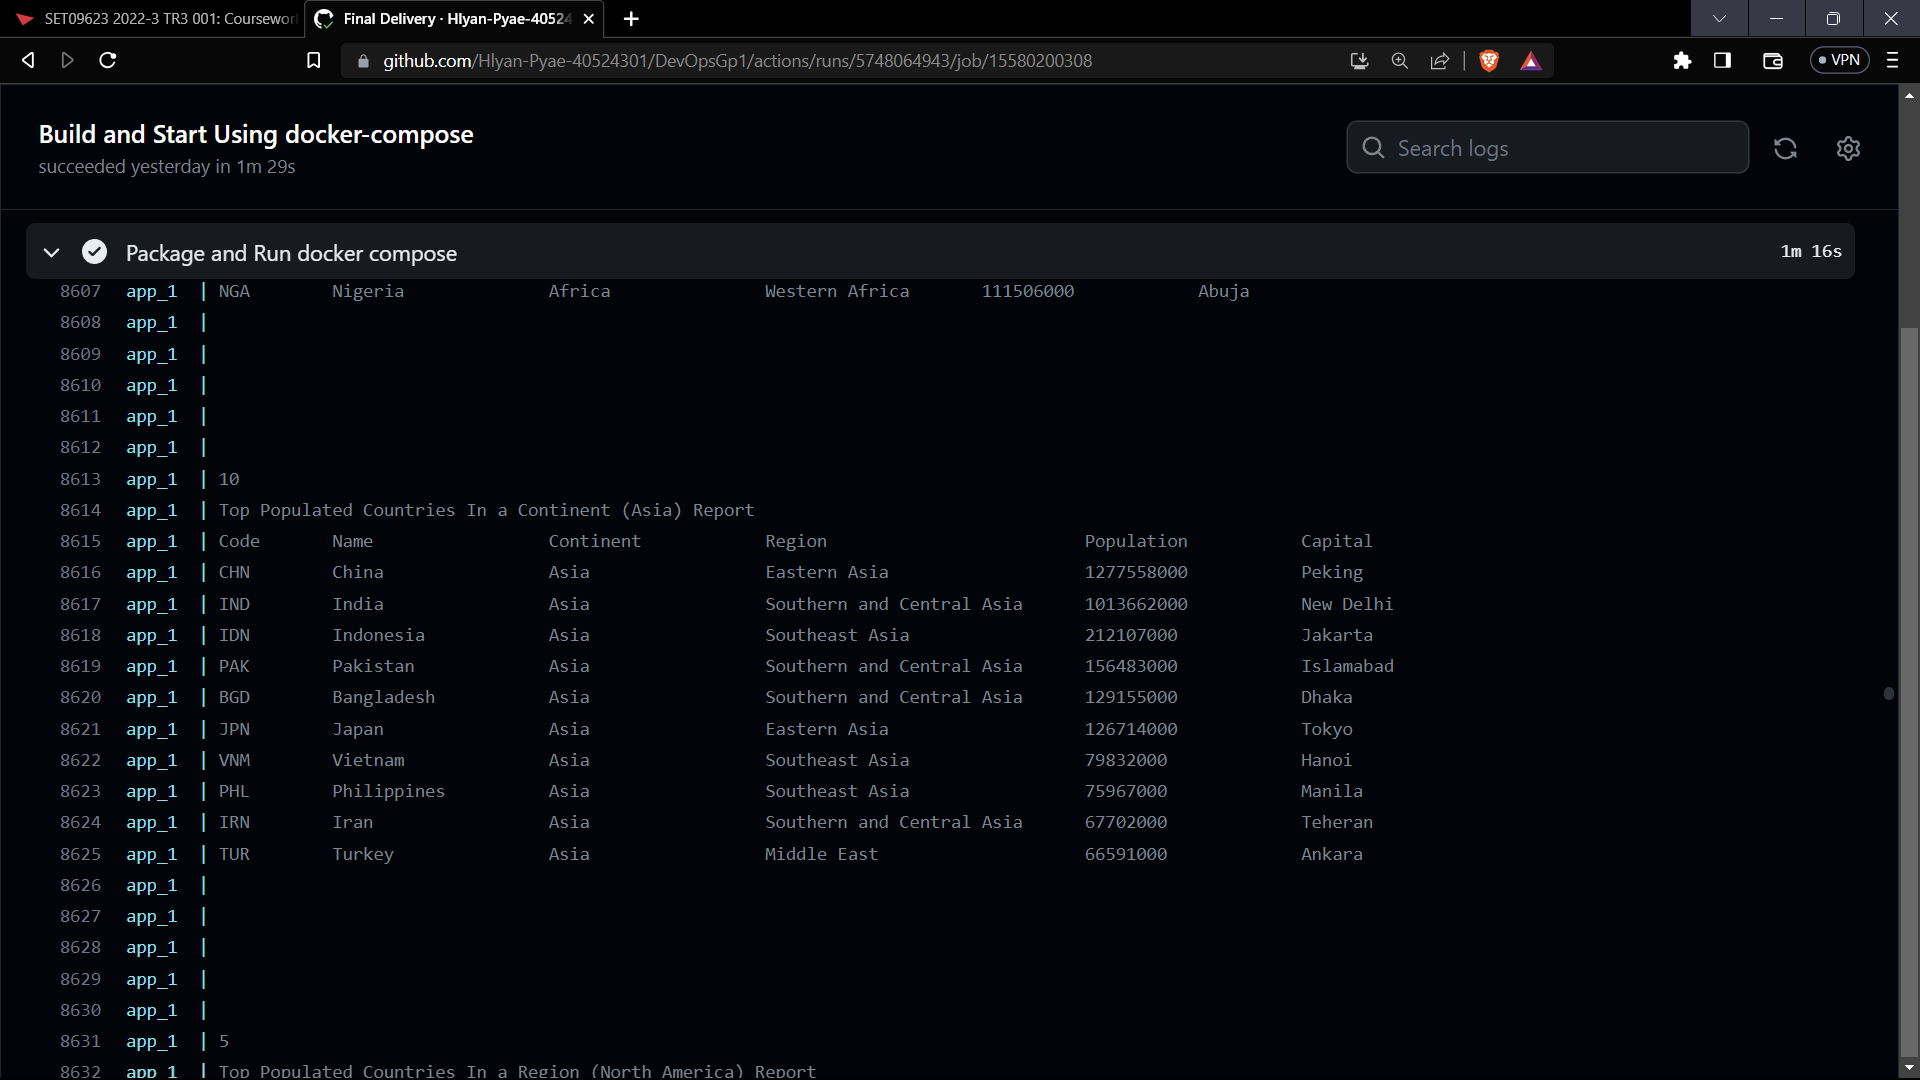 SET09623 2022-3 TR3 001: Coursewor
Final Delivery · Hlyan-Pyae-40524
github.com/Hlyan-Pyae-40524301/DevOpsGp1/actions/runs/5748064943/job/15580200308
VPN
Build and Start Using docker-compose
succeeded yesterday in 1m 29s
Search logs
Package and Run docker compose 1m 16s
8607 app_1 | NGA Nigeria Africa Western Africa 111506000 Abuja
8608 app_1 |
8609 app_1 |
8610 app_1 |
8611 app_1 |
8612 app_1 |
8613 app_1 | 10
8614 app_1 | Top Populated Countries In a Continent (Asia) Report
8615 app_1 | Code Name Continent Region Population Capital
8616 app_1 | CHN China Asia Eastern Asia 1277558000 Peking
8617 app_1 | IND India Asia Southern and Central Asia 1013662000 New Delhi
8618 app_1 | IDN Indonesia Asia Southeast Asia 212107000 Jakarta
8619 app_1 | PAK Pakistan Asia Southern and Central Asia 156483000 Islamabad
8620 app_1 | BGD Bangladesh Asia Southern and Central Asia 129155000 Dhaka
8621 app_1 | JPN Japan Asia Eastern Asia 126714000 Tokyo
8622 app_1 | VNM Vietnam Asia Southeast Asia 79832000 Hanoi
8623 app_1 | PHL Philippines Asia Southeast Asia 75967000 Manila
8624 app_1 | IRN Iran Asia Southern and Central Asia 67702000 Teheran
8625 app_1 | TUR Turkey Asia Middle East 66591000 Ankara
8626 app_1 |
8627 app_1 |
8628 app_1 |
8629 app_1 |
8630 app_1 |
8631 app_1 | 5
8632 app_1 | Top Populated Countries In a Region (North America) Report